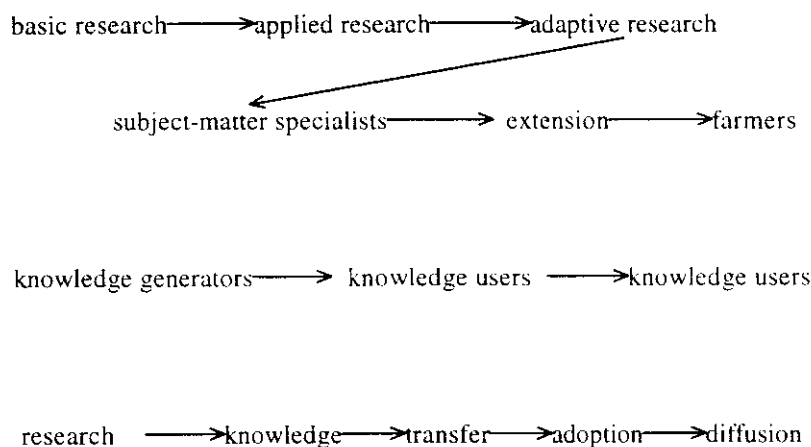 basic research applied research adaptive research
subject-matter specialists extension farmers
knowledge generators knowledge users knowledge users
research knowledge transfer adoption diffusion